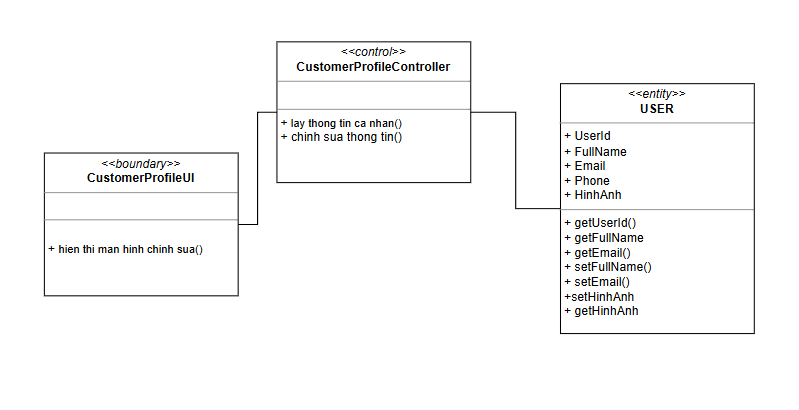 <<control>>
CustomerProfileController
+ lay thong tin ca nhan()
+ chinh sua thong tin()
<<boundary>>
CustomerProfileUI
+ hien thi man hinh chinh sua()
<<entity>>
USER
+ UserId
+ FullName
+ Email
+ Phone
+ HinhAnh
+ getUserId()
+ getFullName
+ getEmail()
+ setFullName()
+ setEmail()
+setHinhAnh
+ getHinhAnh